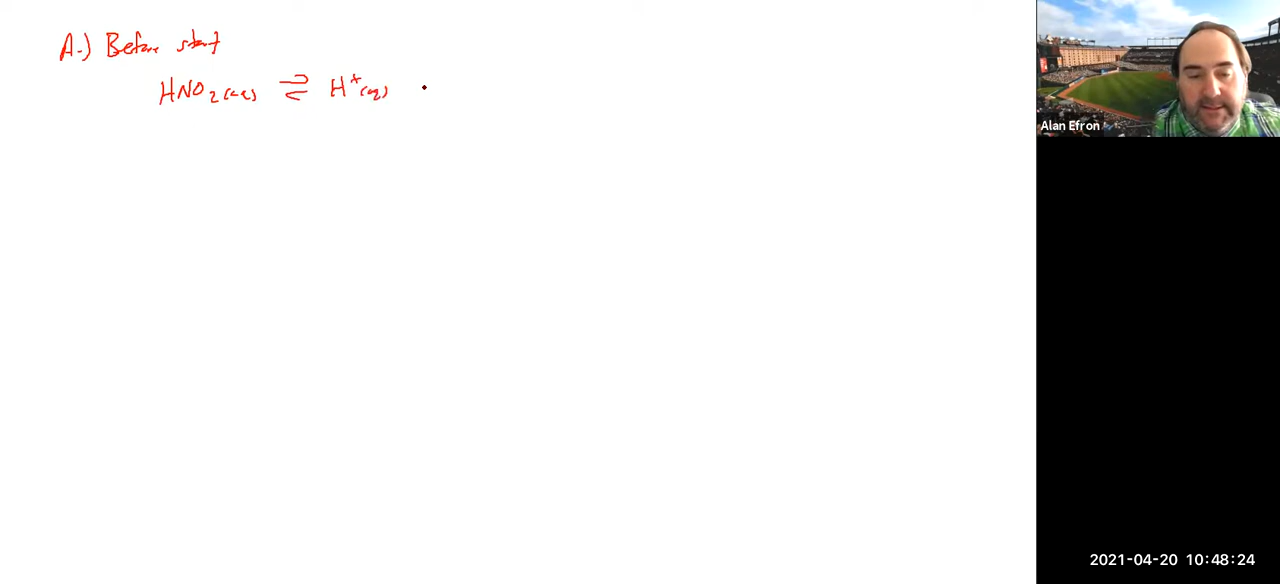 A.) Before start
HNO₂(aq) ⇌ H⁺(aq)
Alan Efron
2021-04-20 10:48:24